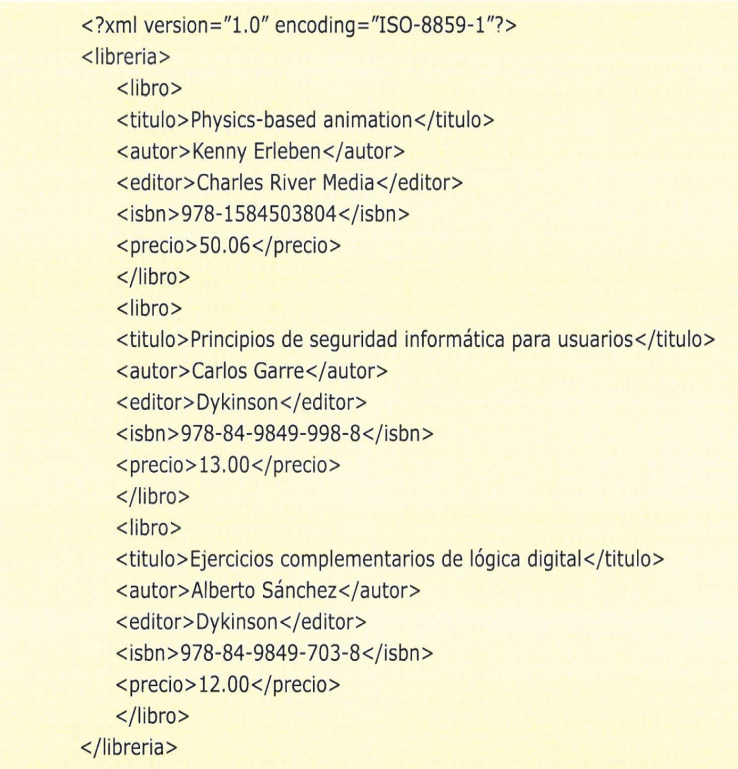 <?xml version="1.0" encoding="ISO-8859-1"?>
<libreria>
<libro>
<titulo>Physics-based animation</titulo>
<autor>Kenny Erleben</autor>
<editor>Charles River Media</editor>
<isbn>978-1584503804</isbn>
<precio>50.06</precio>
</libro>
<libro>
<titulo>Principios de seguridad informática para usuarios</titulo>
<autor>Carlos Garre</autor>
<editor>Dykinson</editor>
<isbn>978-84-9849-998-8</isbn>
<precio>13.00</precio>
</libro>
<libro>
<titulo>Ejercicios complementarios de lógica digital</titulo>
<autor>Alberto Sánchez</autor>
<editor>Dykinson</editor>
<isbn>978-84-9849-703-8</isbn>
<precio>12.00</precio>
</libro>
</libreria>